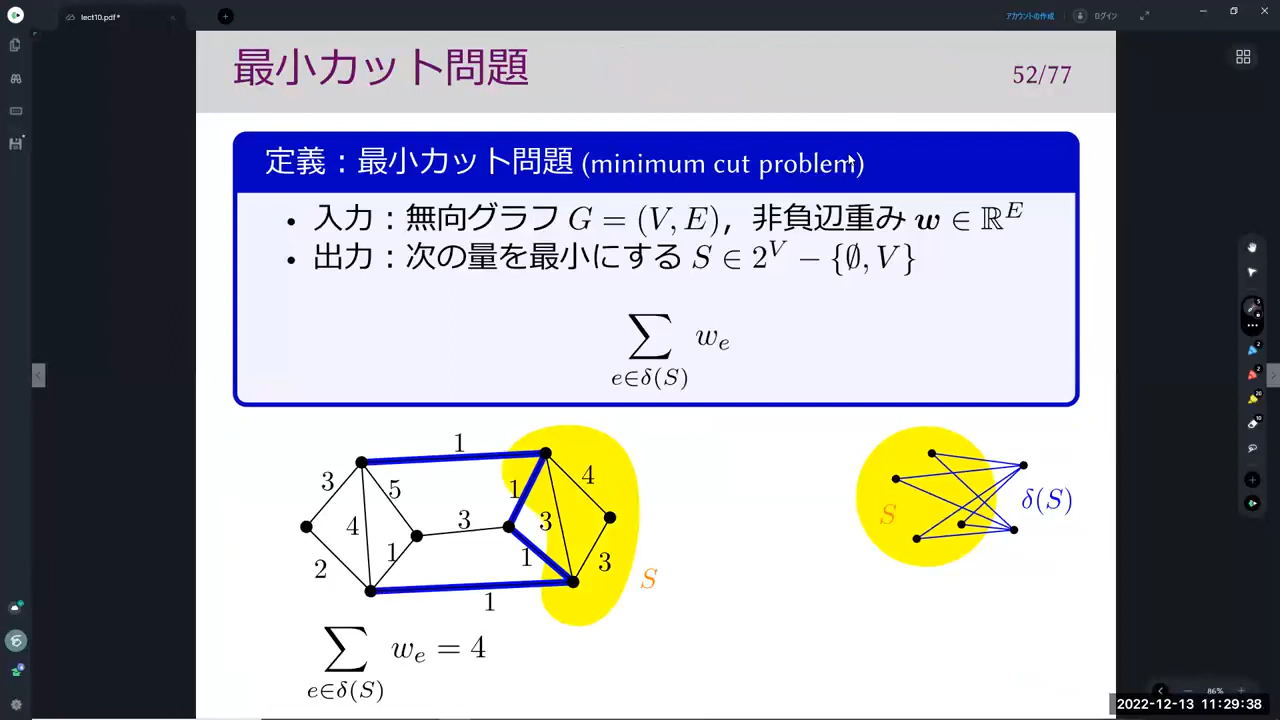 lect10.pdf*
アカウントの作成
ログイン
最小カット問題
52/77
定義：最小カット問題 (minimum cut problem)
• 入力：無向グラフ G = (V, E)，非負辺重み w ∈ ℝ^E
• 出力：次の量を最小にする S ∈ 2^V − {∅, V}
∑ w_e
e∈δ(S)
1
3
5
4
1
4
3
3
2
1
1
3
1
S
S
δ(S)
∑ w_e = 4
e∈δ(S)
86%
2022-12-13 11:29:38